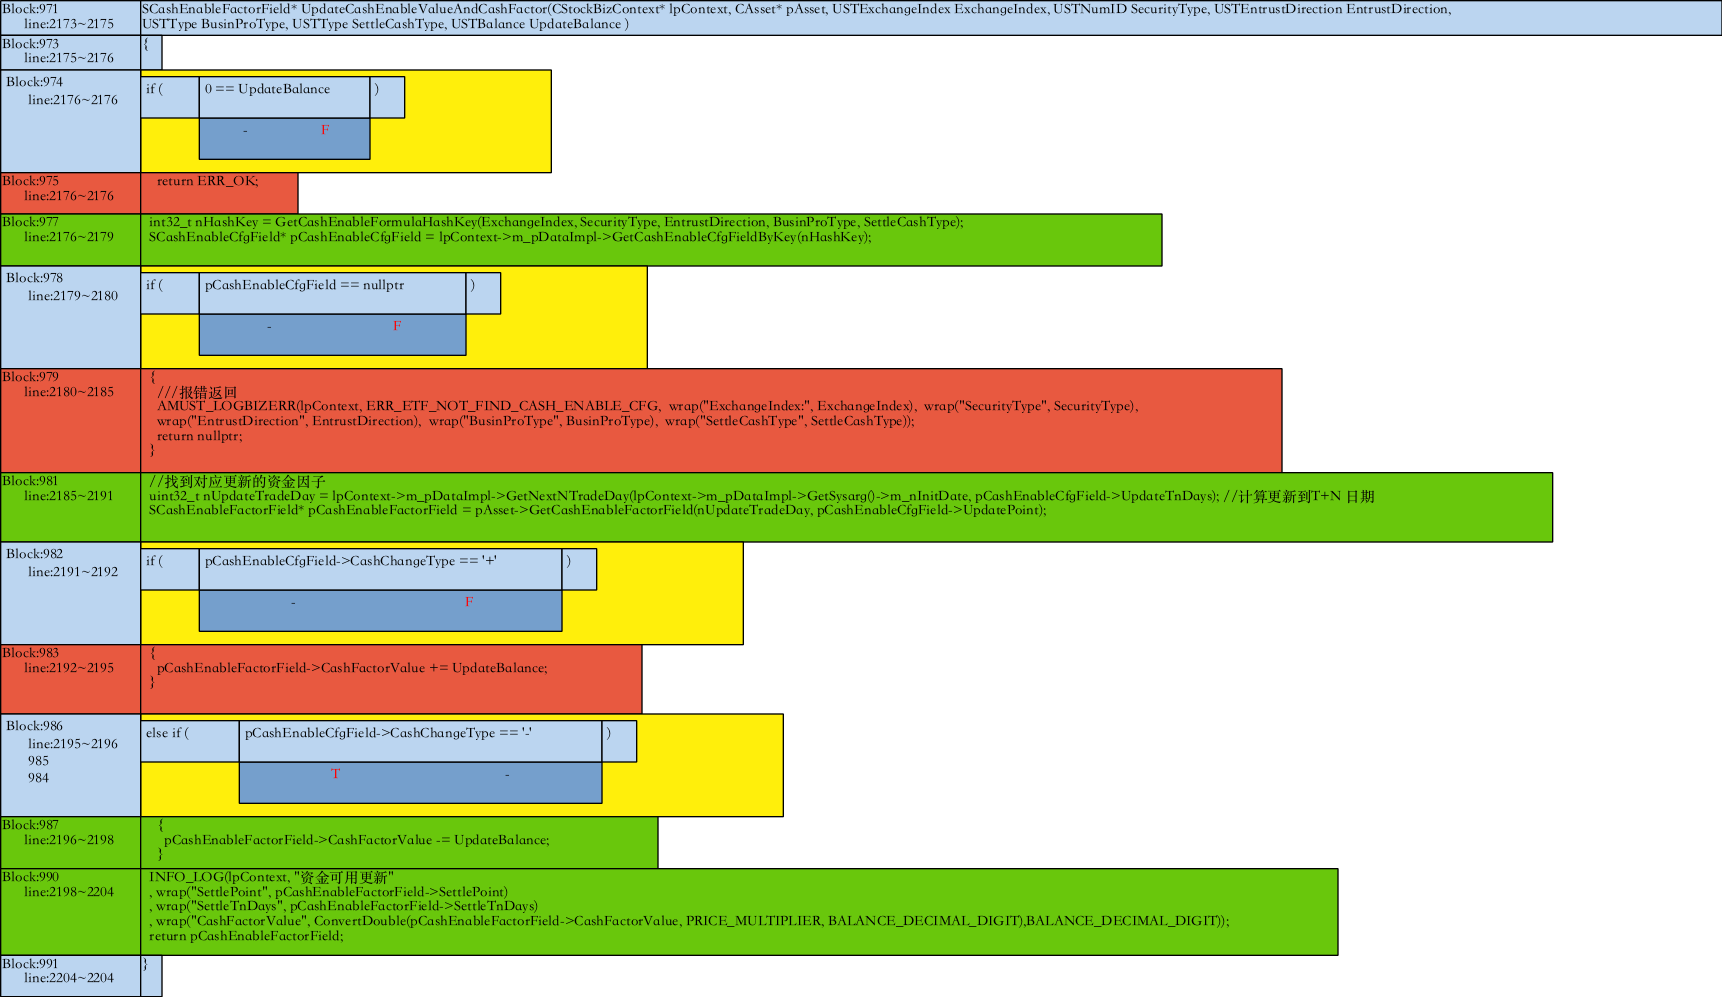 Block:971
line:2173~2175
SCashEnableFactorField* UpdateCashEnableValueAndCashFactor(CStockBizContext* lpContext, CAsset* pAsset, USTExchangeIndex ExchangeIndex, USTNumID SecurityType, USTEntrustDirection EntrustDirection,
USTType BusinProType, USTType SettleCashType, USTBalance UpdateBalance )
Block:973
line:2175~2176
{
Block:974
line:2176~2176
if ( 0 == UpdateBalance )
- F
Block:975
line:2176~2176
return ERR_OK;
Block:977
line:2176~2179
int32_t nHashKey = GetCashEnableFormulaHashKey(ExchangeIndex, SecurityType, EntrustDirection, BusinProType, SettleCashType);
SCashEnableCfgField* pCashEnableCfgField = lpContext->m_pDataImpl->GetCashEnableCfgFieldByKey(nHashKey);
Block:978
line:2179~2180
if ( pCashEnableCfgField == nullptr )
- F
Block:979
line:2180~2185
{
///报错返回
AMUST_LOGBIZERR(lpContext, ERR_ETF_NOT_FIND_CASH_ENABLE_CFG, wrap("ExchangeIndex:", ExchangeIndex), wrap("SecurityType", SecurityType),
wrap("EntrustDirection", EntrustDirection), wrap("BusinProType", BusinProType), wrap("SettleCashType", SettleCashType));
return nullptr;
}
Block:981
line:2185~2191
//找到对应更新的资金因子
uint32_t nUpdateTradeDay = lpContext->m_pDataImpl->GetNextNTradeDay(lpContext->m_pDataImpl->GetSysarg()->m_nInitDate, pCashEnableCfgField->UpdateTnDays); //计算更新到T+N 日期
SCashEnableFactorField* pCashEnableFactorField = pAsset->GetCashEnableFactorField(nUpdateTradeDay, pCashEnableCfgField->UpdatePoint);
Block:982
line:2191~2192
if ( pCashEnableCfgField->CashChangeType == '+' )
- F
Block:983
line:2192~2195
{
pCashEnableFactorField->CashFactorValue += UpdateBalance;
}
Block:986
line:2195~2196
985
984
else if ( pCashEnableCfgField->CashChangeType == '-' )
T -
Block:987
line:2196~2198
{
pCashEnableFactorField->CashFactorValue -= UpdateBalance;
}
Block:990
line:2198~2204
INFO_LOG(lpContext, "资金可用更新"
, wrap("SettlePoint", pCashEnableFactorField->SettlePoint)
, wrap("SettleTnDays", pCashEnableFactorField->SettleTnDays)
, wrap("CashFactorValue", ConvertDouble(pCashEnableFactorField->CashFactorValue, PRICE_MULTIPLIER, BALANCE_DECIMAL_DIGIT),BALANCE_DECIMAL_DIGIT));
return pCashEnableFactorField;
Block:991
line:2204~2204
}